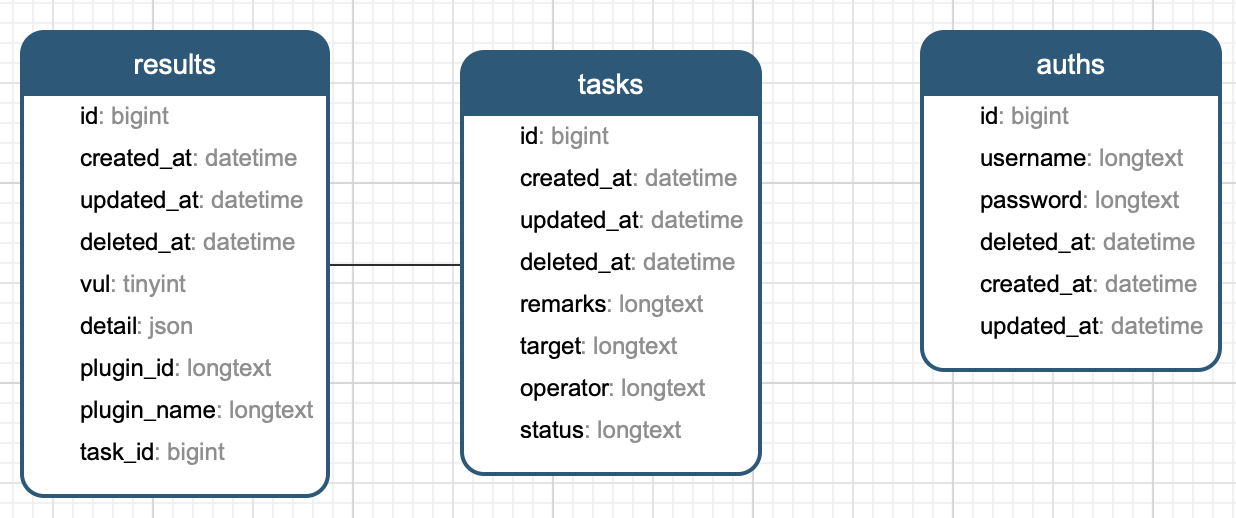 results
id: bigint
created_at: datetime
updated_at: datetime
deleted_at: datetime
vul: tinyint
detail: json
plugin_id: longtext
plugin_name: longtext
task_id: bigint
tasks
id: bigint
created_at: datetime
updated_at: datetime
deleted_at: datetime
remarks: longtext
target: longtext
operator: longtext
status: longtext
auths
id: bigint
username: longtext
password: longtext
deleted_at: datetime
created_at: datetime
updated_at: datetime